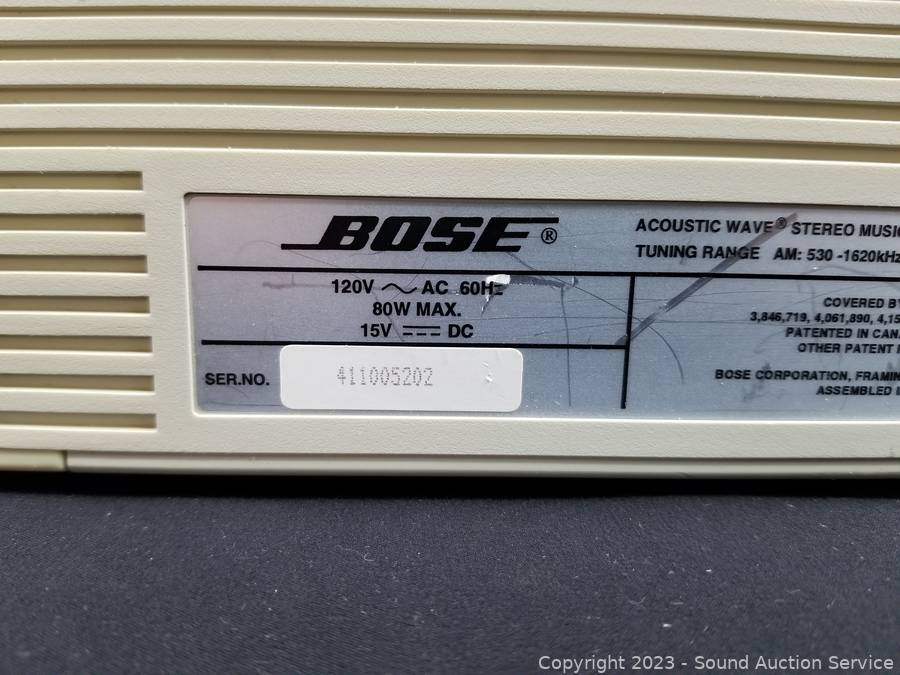 BOSE®
ACOUSTIC WAVE® STEREO MUSIC
TUNING RANGE AM: 530 -1620kHz
120V ~ AC 60Hz
80W MAX.
15V ⎓ DC
SER.NO. 411005202
COVERED BY
3,846,719, 4,061,890, 4,15
PATENTED IN CAN
OTHER PATENT
BOSE CORPORATION, FRAMIN
ASSEMBLED
Copyright © 2023 - Sound Auction Service